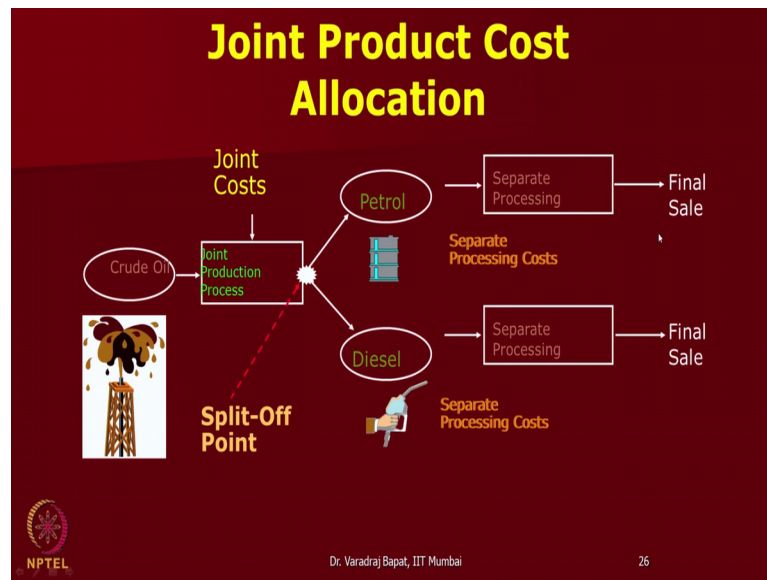 Joint Product Cost
Allocation
Joint
Costs
Crude Oil
Joint
Production
Process
Petrol
Separate
Processing
Final
Sale
Separate
Processing Costs
Diesel
Separate
Processing
Final
Sale
Separate
Processing Costs
Split-Off
Point
NPTEL
Dr. Varadraj Bapat, IIT Mumbai
26